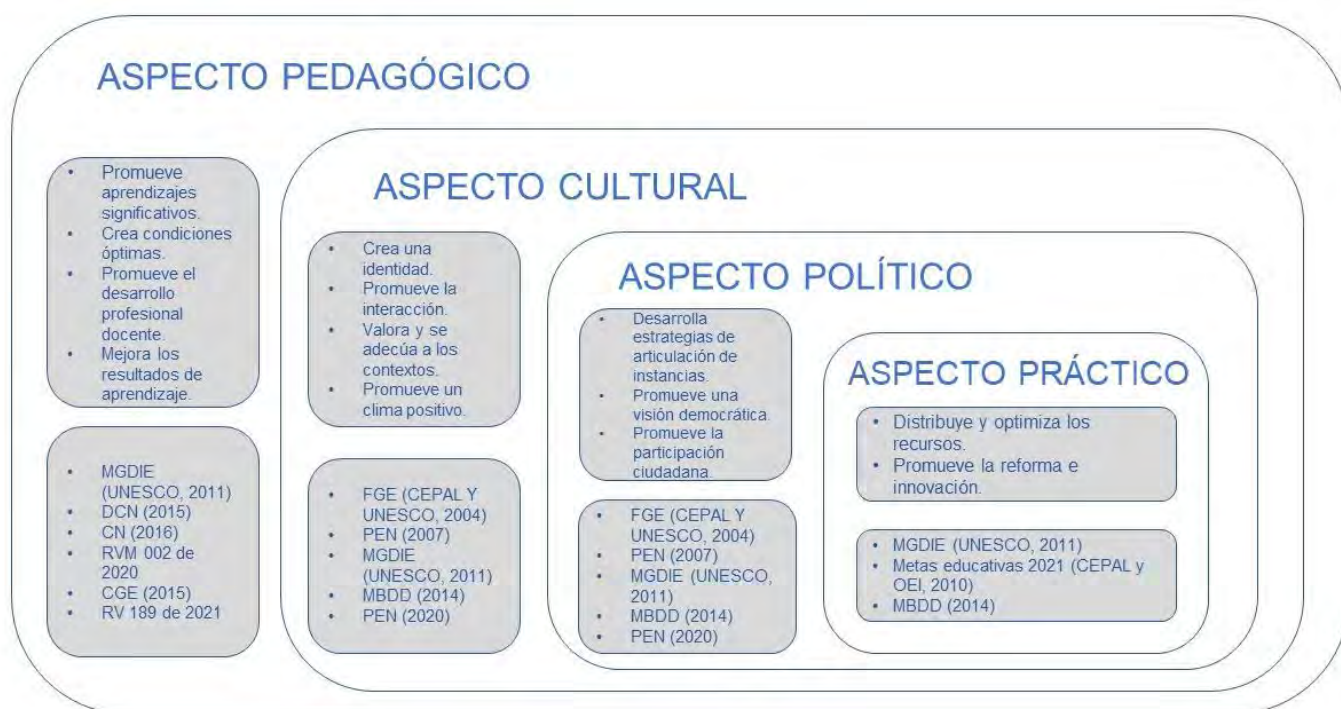 ASPECTO PEDAGÓGICO
• Promueve
aprendizajes
significativos.
• Crea condiciones
óptimas.
• Promueve el
desarrollo
profesional
docente.
• Mejora los
resultados de
aprendizaje.
• MGDIE
(UNESCO, 2011)
• DCN (2015)
• CN (2016)
• RVM 002 de
2020
• CGE (2015)
• RV 189 de 2021
ASPECTO CULTURAL
• Crea una
identidad.
• Promueve la
interacción.
• Valora y se
adecúa a los
contextos.
• Promueve un
clima positivo.
• FGE (CEPAL Y
UNESCO, 2004)
• PEN (2007)
• MGDIE
(UNESCO, 2011)
• MBDD (2014)
• PEN (2020)
ASPECTO POLÍTICO
• Desarrolla
estrategias de
articulación de
instancias.
• Promueve una
visión democrática.
• Promueve la
participación
ciudadana.
• FGE (CEPAL Y
UNESCO, 2004)
• PEN (2007)
• MGDIE (UNESCO,
2011)
• MBDD (2014)
• PEN (2020)
ASPECTO PRÁCTICO
• Distribuye y optimiza los
recursos.
• Promueve la reforma e
innovación.
• MGDIE (UNESCO, 2011)
• Metas educativas 2021 (CEPAL y
OEI, 2010)
• MBDD (2014)